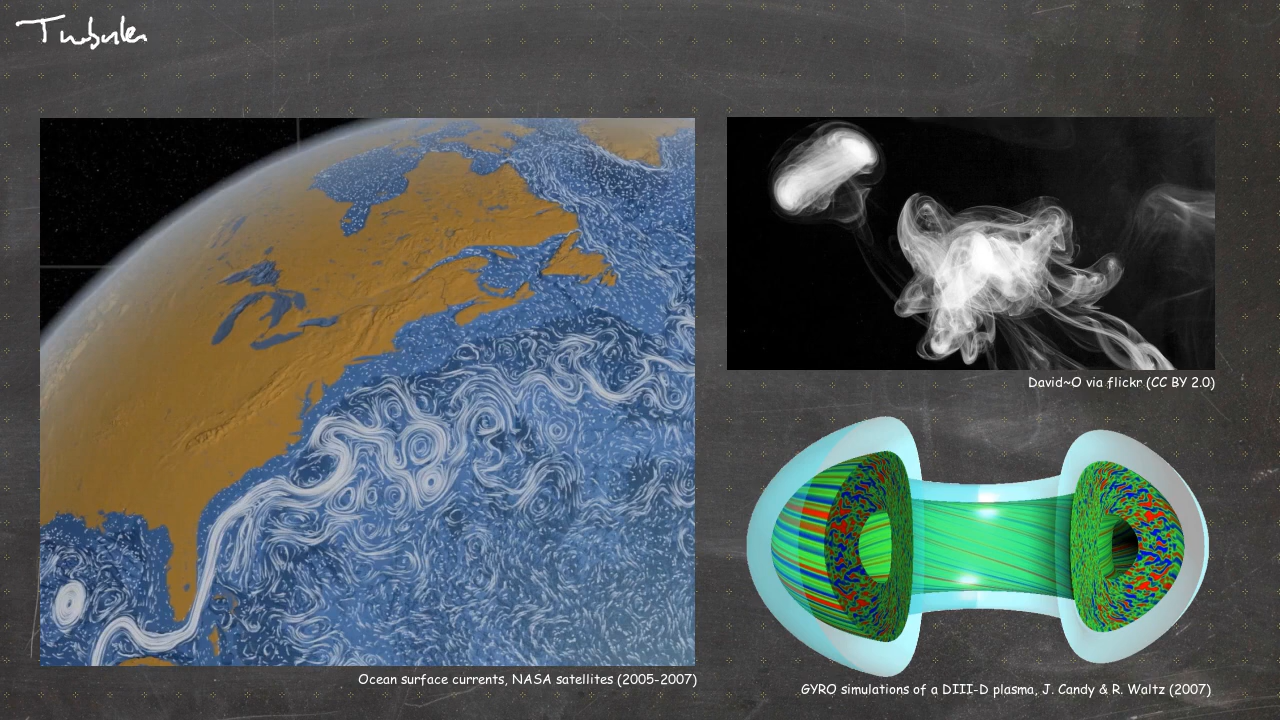 Turbulen
Ocean surface currents, NASA satellites (2005-2007)
David~O via flickr (CC BY 2.0)
GYRO simulations of a DIII-D plasma, J. Candy & R. Waltz (2007)